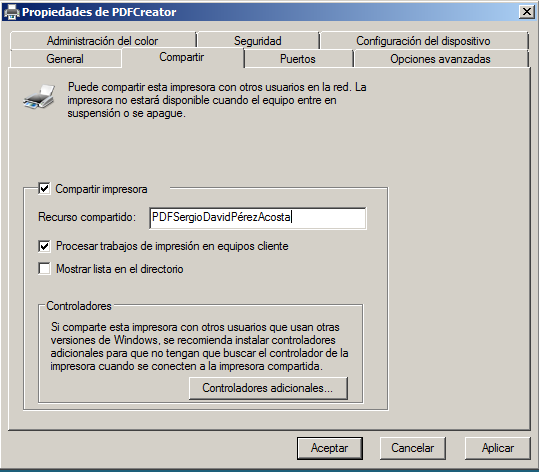 Propiedades de PDFCreator
Administración del color
Seguridad
Configuración del dispositivo
General
Compartir
Puertos
Opciones avanzadas
Puede compartir esta impresora con otros usuarios en la red. La
impresora no estará disponible cuando el equipo entre en
suspensión o se apague.
Compartir impresora
Recurso compartido: PDFSergioDavidPérezAcosta
Procesar trabajos de impresión en equipos cliente
Mostrar lista en el directorio
Controladores
Si comparte esta impresora con otros usuarios que usan otras
versiones de Windows, se recomienda instalar controladores
adicionales para que no tengan que buscar el controlador de la
impresora cuando se conecten a la impresora compartida.
Controladores adicionales...
Aceptar
Cancelar
Aplicar